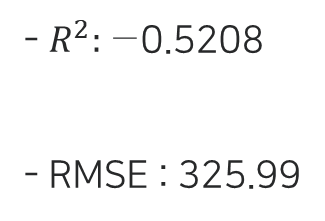 - R²: －0.5208
- RMSE : 325.99